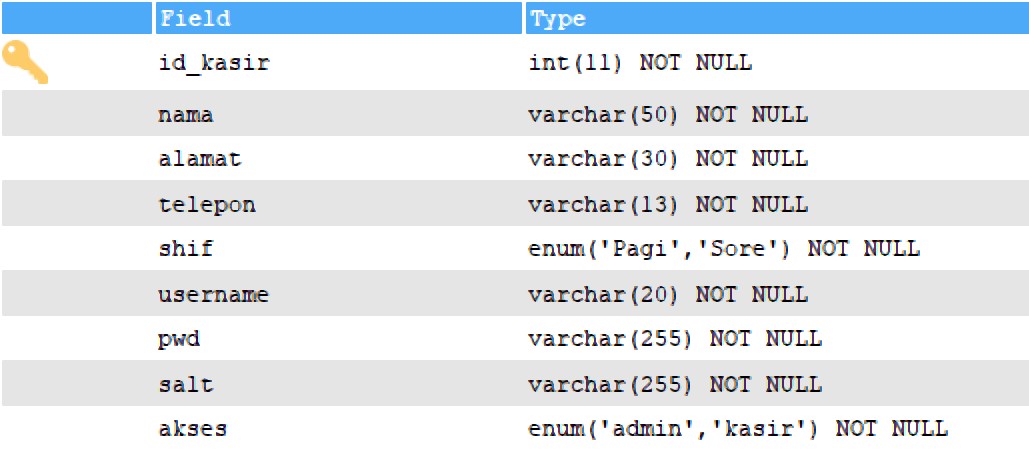 Field Type
id_kasir int(11) NOT NULL
nama varchar(50) NOT NULL
alamat varchar(30) NOT NULL
telepon varchar(13) NOT NULL
shif enum('Pagi','Sore') NOT NULL
username varchar(20) NOT NULL
pwd varchar(255) NOT NULL
salt varchar(255) NOT NULL
akses enum('admin','kasir') NOT NULL